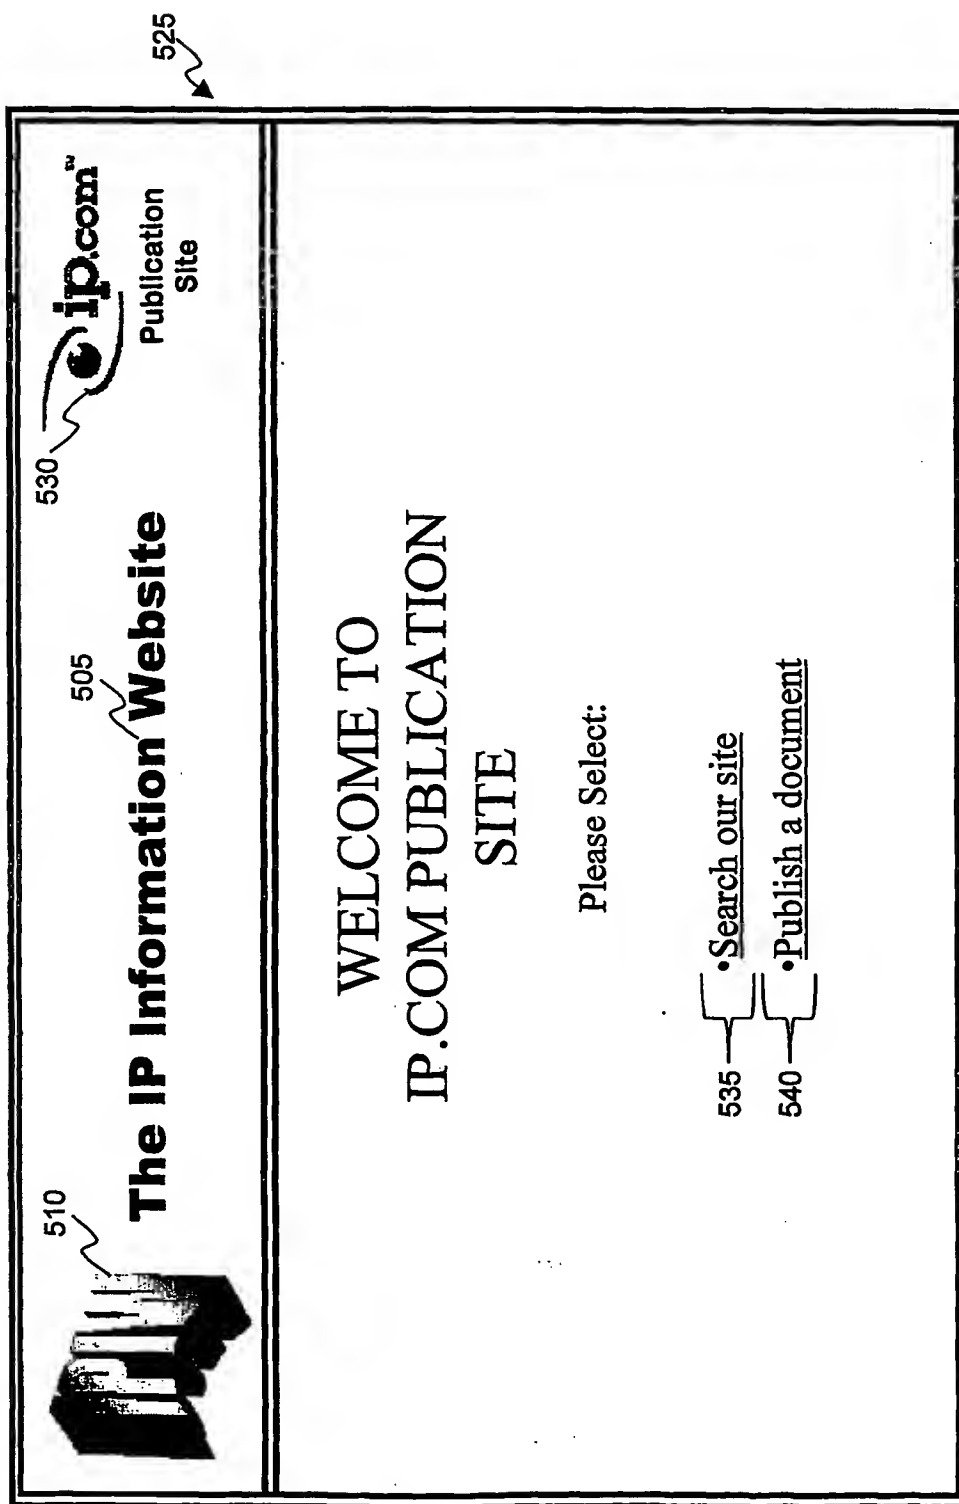 525
510
505
530
The IP Information Website
ip.com™
Publication
Site
WELCOME TO
IP.COM PUBLICATION
SITE
Please Select:
535
•Search our site
540
•Publish a document